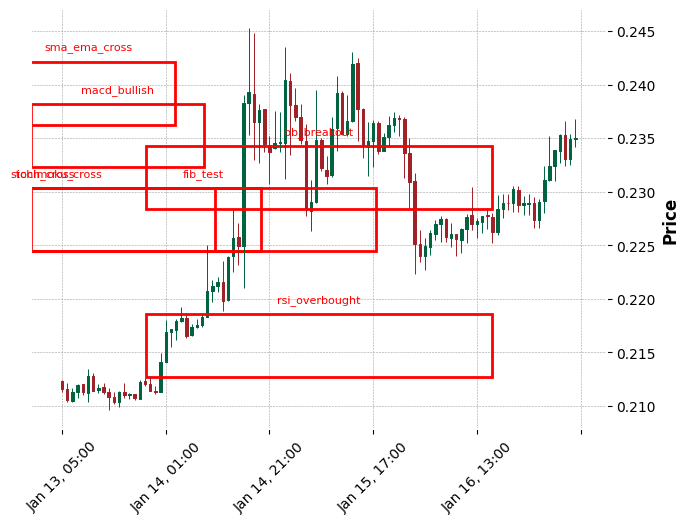 sma_ema_cross
0.245
macd_bullish
0.240
bb_breakout
0.235
fib_test
0.230
0.225
Price
0.220
rsi_overbought
0.215
0.210
Jan 13, 05:00
Jan 14, 01:00
Jan 14, 21:00
Jan 15, 17:00
Jan 16, 13:00